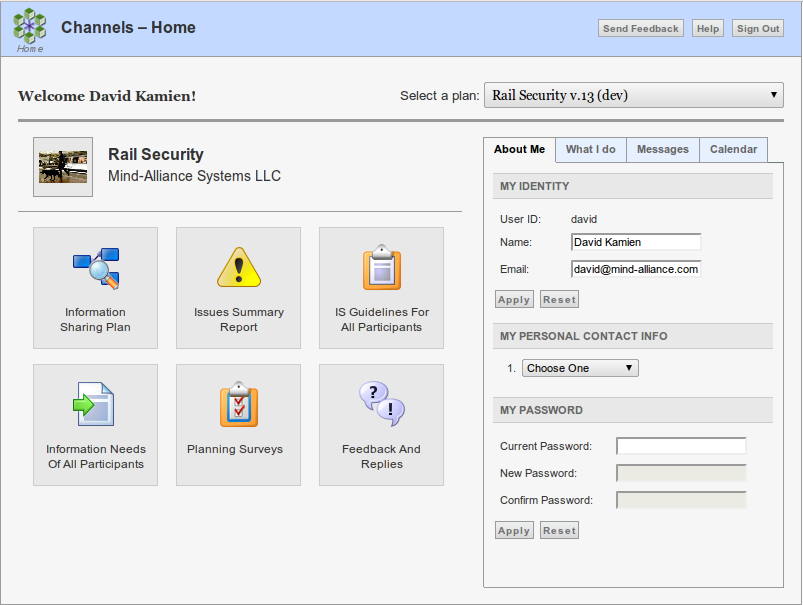 Channels – Home
Home
Send Feedback
Help
Sign Out
Welcome David Kamien!
Select a plan:
Rail Security v.13 (dev)
Rail Security
Mind-Alliance Systems LLC
Information
Sharing Plan
Issues Summary
Report
IS Guidelines For
All Participants
Information Needs
Of All Participants
Planning Surveys
Feedback And
Replies
About Me
What I do
Messages
Calendar
MY IDENTITY
User ID: david
Name: David Kamien
Email: david@mind-alliance.com
Apply Reset
MY PERSONAL CONTACT INFO
1. Choose One
MY PASSWORD
Current Password:
New Password:
Confirm Password:
Apply Reset